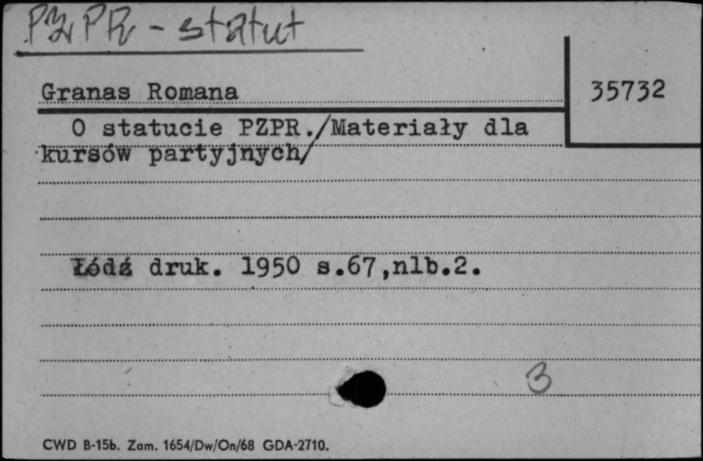 PZPR - statut
Granas Romana
35732
O statucie PZPR./Materiały dla
kursów partyjnych/
Łódź druk. 1950 s.67,nlb.2.
3
CWD B-15b. Zam. 1654/Dw/On/68 GDA-2710.